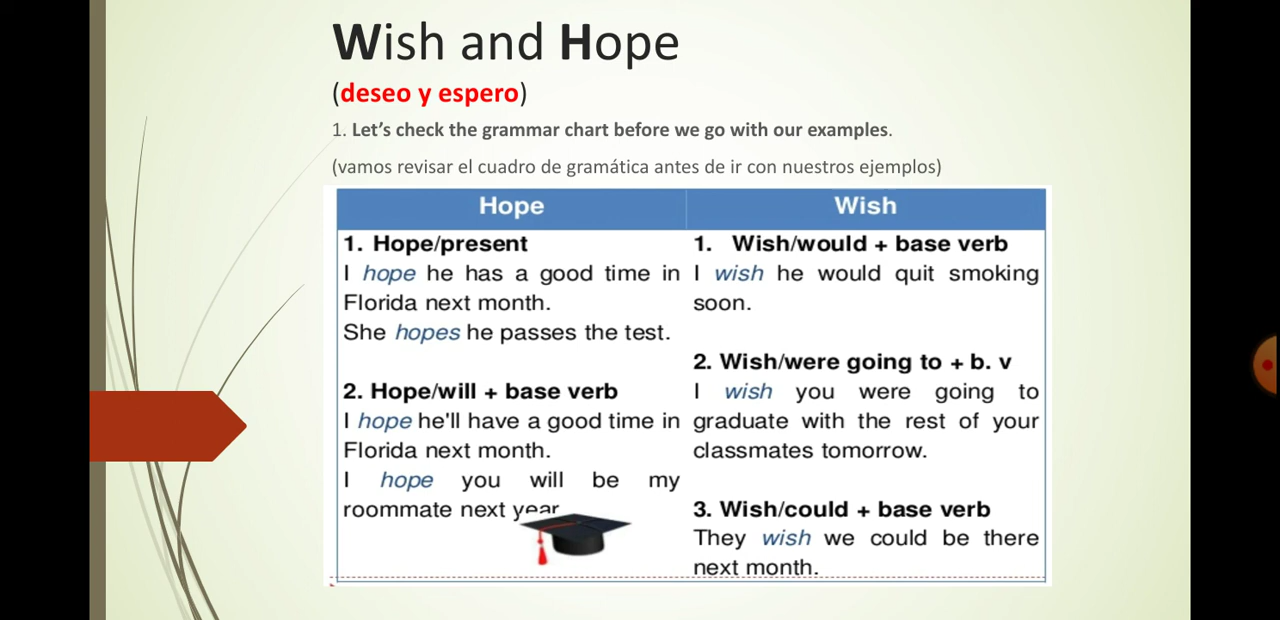 Wish and Hope
(deseo y espero)
1. Let’s check the grammar chart before we go with our examples.
(vamos revisar el cuadro de gramática antes de ir con nuestros ejemplos)
Hope
1. Hope/present
I hope he has a good time in
Florida next month.
She hopes he passes the test.
2. Hope/will + base verb
I hope he'll have a good time in
Florida next month.
I hope you will be my
roommate next year
Wish
1. Wish/would + base verb
I wish he would quit smoking
soon.
2. Wish/were going to + b. v
I wish you were going to
graduate with the rest of your
classmates tomorrow.
3. Wish/could + base verb
They wish we could be there
next month.